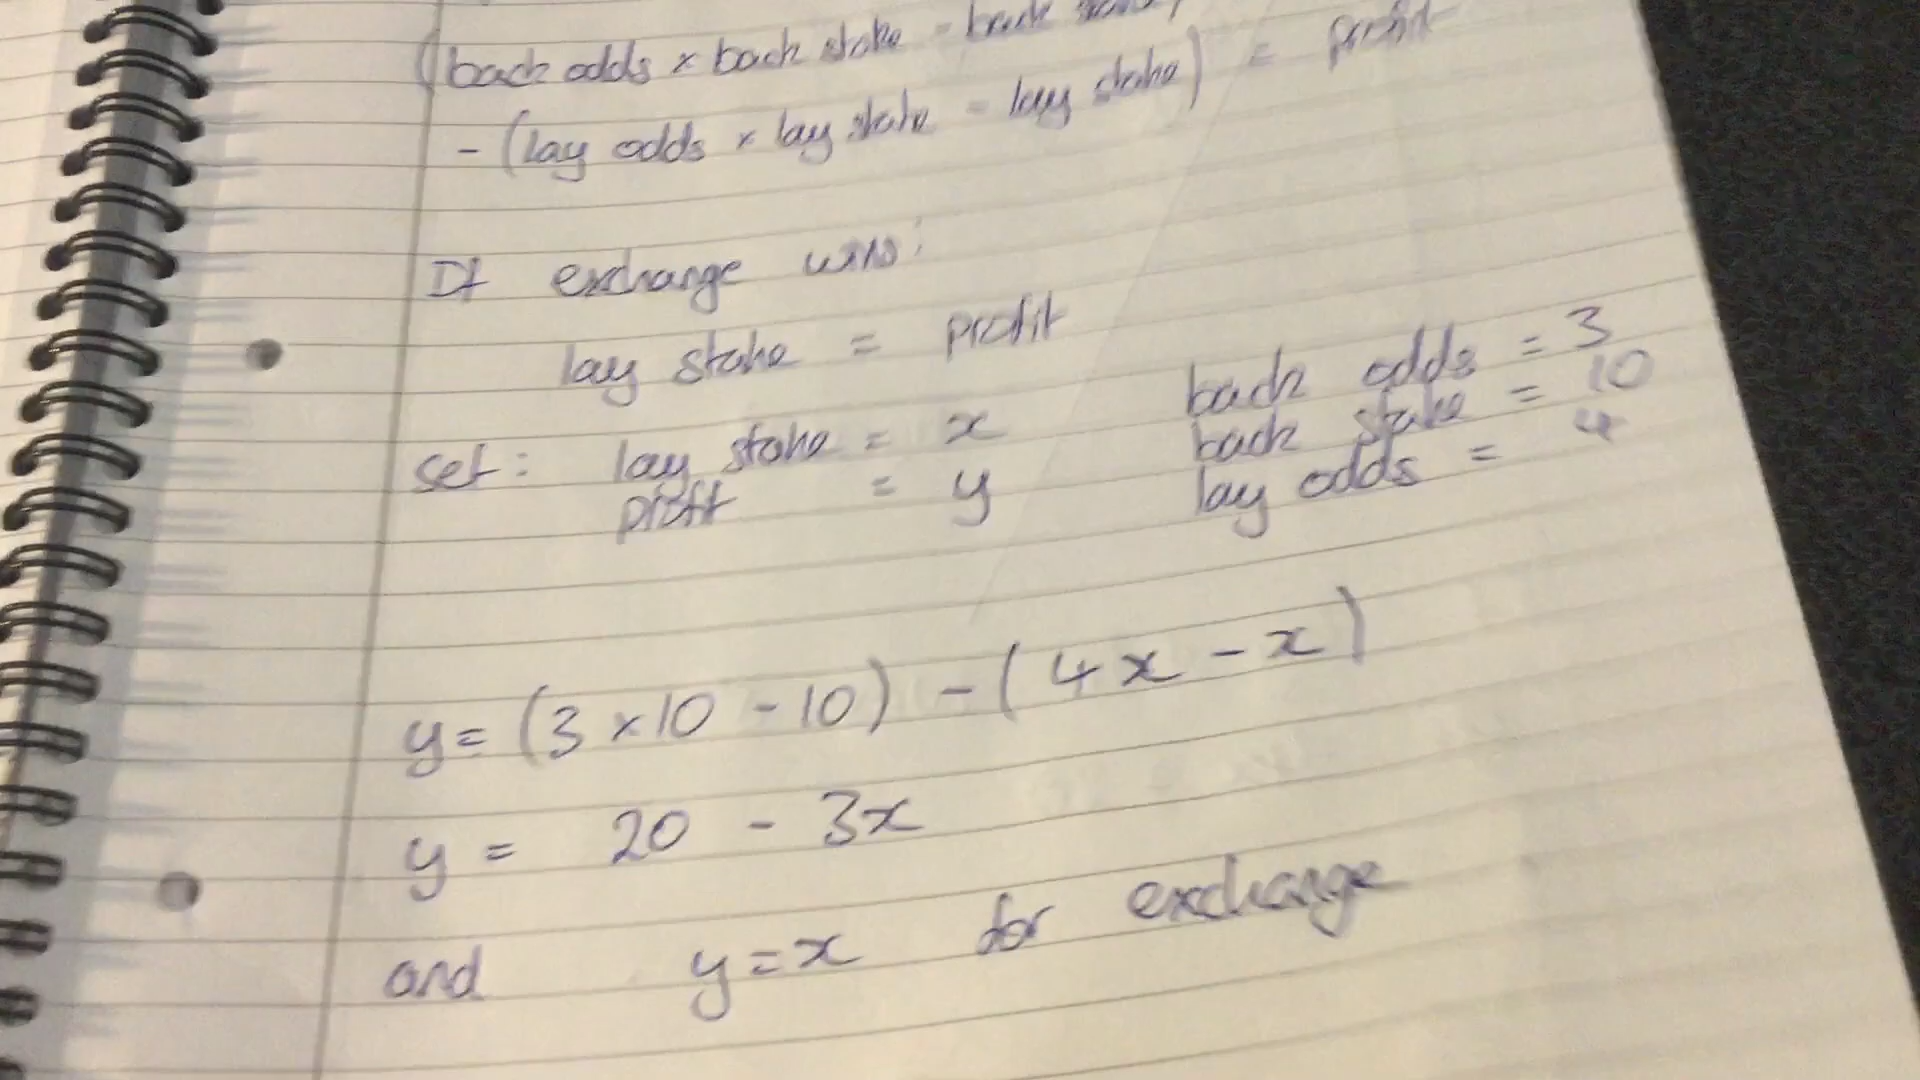 (back odds x back stake - back stake)
- (lay odds x lay stake - lay stake) = profit
If exchange wins:
lay stake = profit
set: lay stake = x
profit = y
back odds = 3
back stake = 10
lay odds = 4
y = (3 x 10 - 10) - (4x - x)
y = 20 - 3x
and y = x for exchange